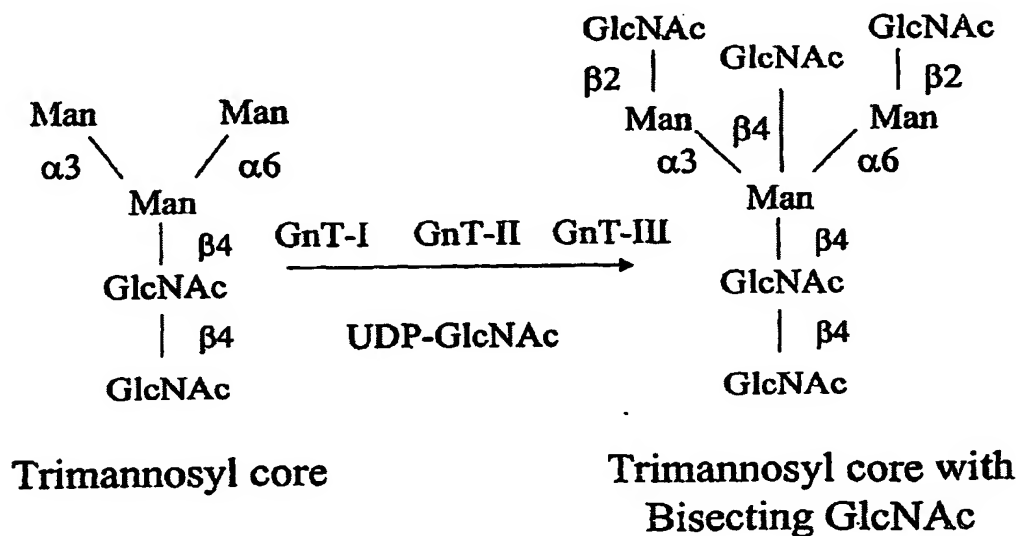 Man Man
α3 α6
Man
β4
GlcNAc
β4
GlcNAc
Trimannosyl core
GnT-I GnT-II GnT-III
UDP-GlcNAc
GlcNAc GlcNAc GlcNAc
β2 β2
Man β4 Man
α3 α6
Man
β4
GlcNAc
β4
GlcNAc
Trimannosyl core with
Bisecting GlcNAc